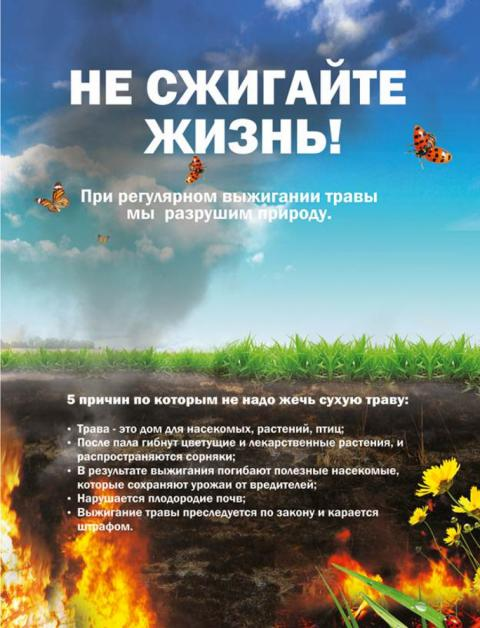 НЕ СЖИГАЙТЕ
ЖИЗНЬ!
При регулярном выжигании травы
мы разрушим природу.
5 причин по которым не надо жечь сухую траву:
• Трава - это дом для насекомых, растений, птиц;
• После пала гибнут цветущие и лекарственные растения, и
распространяются сорняки;
• В результате выжигания погибают полезные насекомые,
которые сохраняют урожаи от вредителей;
• Нарушается плодородие почв;
• Выжигание травы преследуется по закону и карается
штрафом.